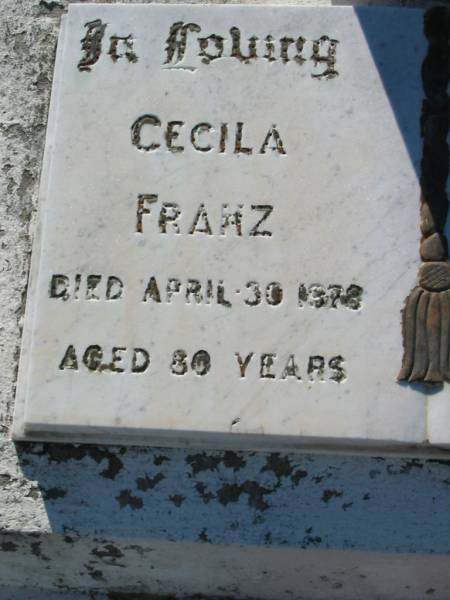 In Loving
CECILA
FRANZ
DIED APRIL 30 1978
AGED 80 YEARS